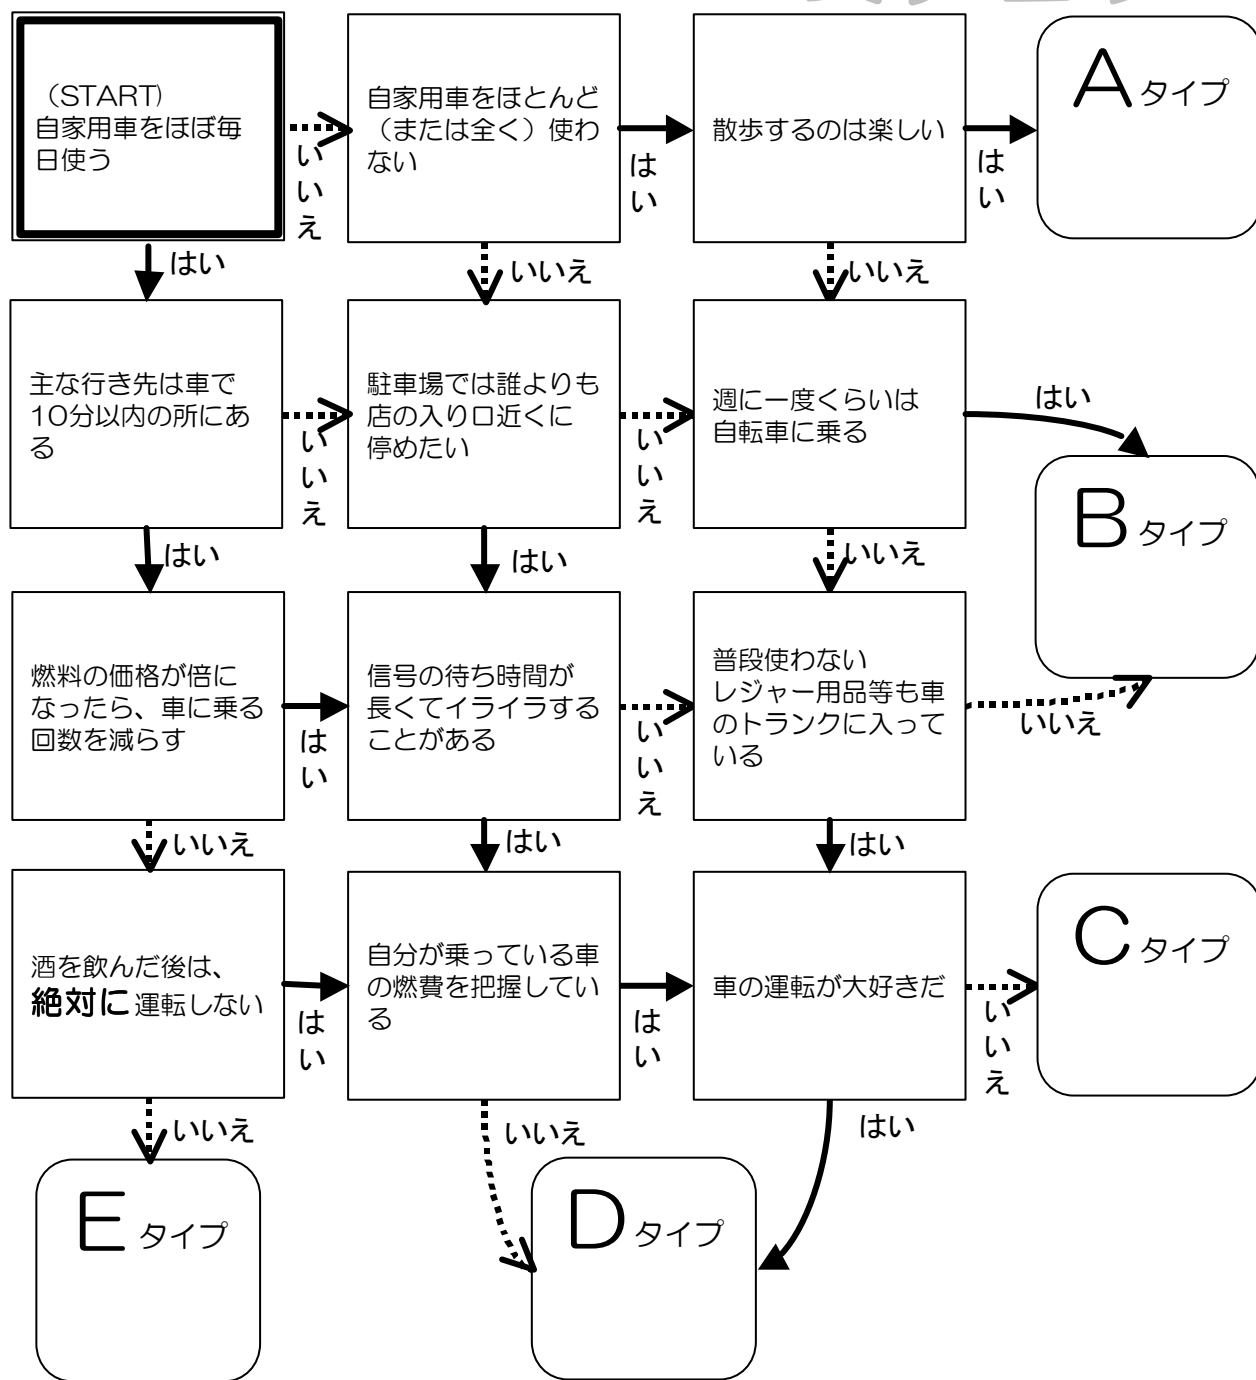 （START）
自家用車をほぼ毎
日使う
いいえ
自家用車をほとんど
（または全く）使わ
ない
はい
散歩するのは楽しい
はい
A タイプ
はい
いいえ
いいえ
主な行き先は車で
10分以内の所にあ
る
いいえ
駐車場では誰よりも
店の入り口近くに
停めたい
いいえ
週に一度くらいは
自転車に乗る
はい
B タイプ
はい
はい
いいえ
燃料の価格が倍に
なったら、車に乗る
回数を減らす
はい
信号の待ち時間が
長くてイライラする
ことがある
いいえ
普段使わない
レジャー用品等も車
のトランクに入って
いる
いいえ
いいえ
はい
はい
酒を飲んだ後は、
絶対に運転しない
はい
自分が乗っている車
の燃費を把握してい
る
はい
車の運転が大好きだ
いいえ
C タイプ
いいえ
いいえ
はい
E タイプ
D タイプ